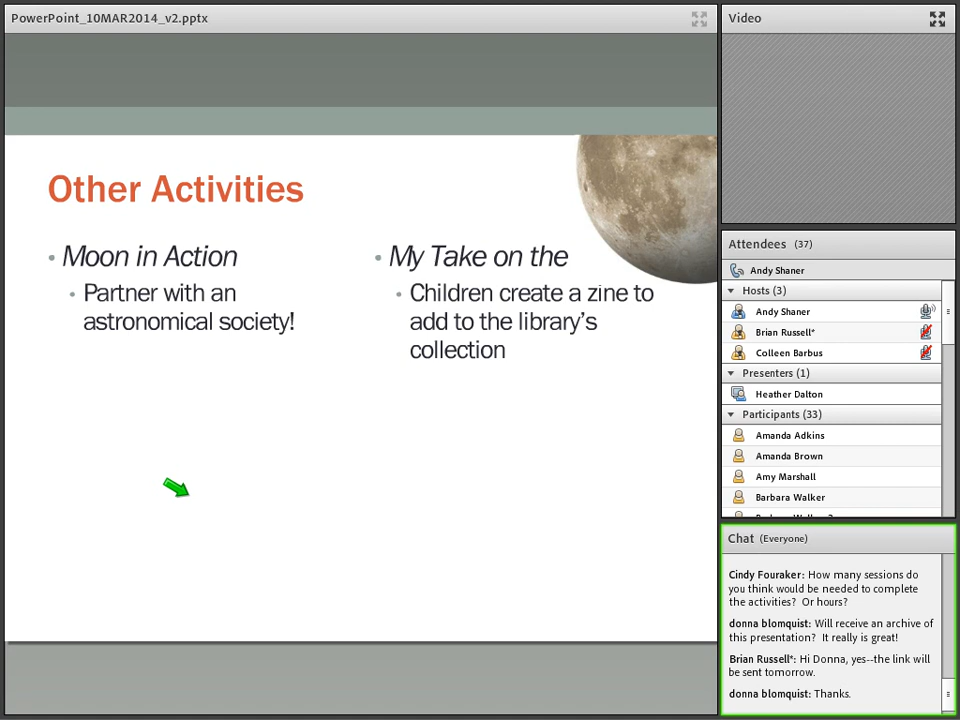 PowerPoint_10MAR2014_v2.pptx
Other Activities
• Moon in Action
• Partner with an
astronomical society!
• My Take on the
• Children create a zine to
add to the library's
collection
Video
Attendees (37)
Andy Shaner
Hosts (3)
Andy Shaner
Brian Russell*
Colleen Barbus
Presenters (1)
Heather Dalton
Participants (33)
Amanda Adkins
Amanda Brown
Amy Marshall
Barbara Walker
Chat (Everyone)
Cindy Fouraker: How many sessions do
you think would be needed to complete
the activities? Or hours?
donna blomquist: Will receive an archive of
this presentation? It really is great!
Brian Russell*: Hi Donna, yes--the link will
be sent tomorrow.
donna blomquist: Thanks.